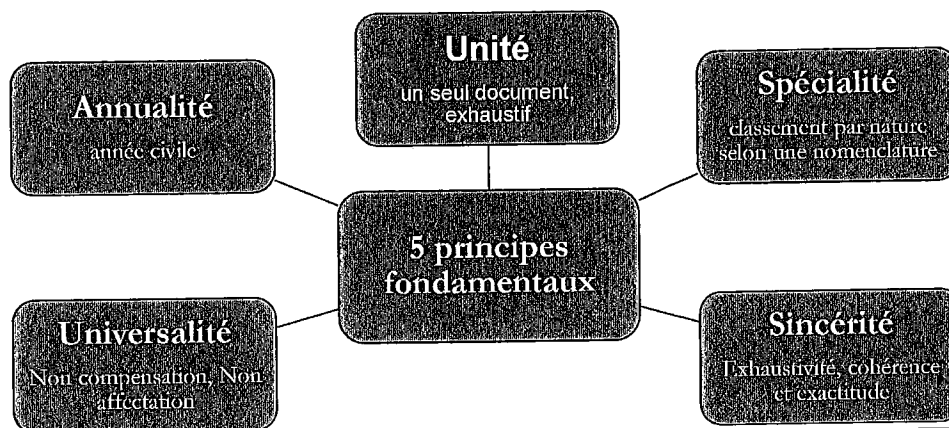 Unité
un seul document,
exhaustif
Annualité
année civile
Spécialité
classement par nature
selon une nomenclature
5 principes
fondamentaux
Universalité
Non compensation, Non
affectation
Sincérité
Exhaustivité, cohérence
et exactitude